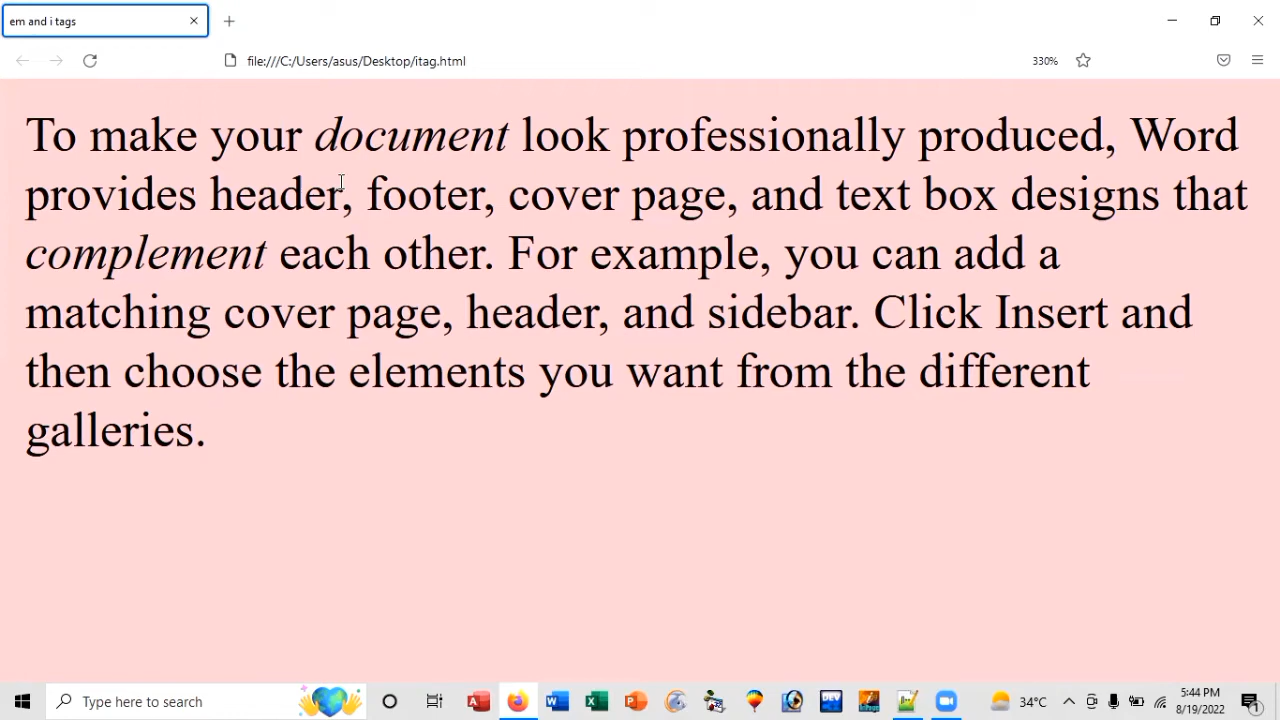 em and i tags
file:///C:/Users/asus/Desktop/itag.html
330%
To make your document look professionally produced, Word
provides header, footer, cover page, and text box designs that
complement each other. For example, you can add a
matching cover page, header, and sidebar. Click Insert and
then choose the elements you want from the different
galleries.
Type here to search
34°C
5:44 PM
8/19/2022